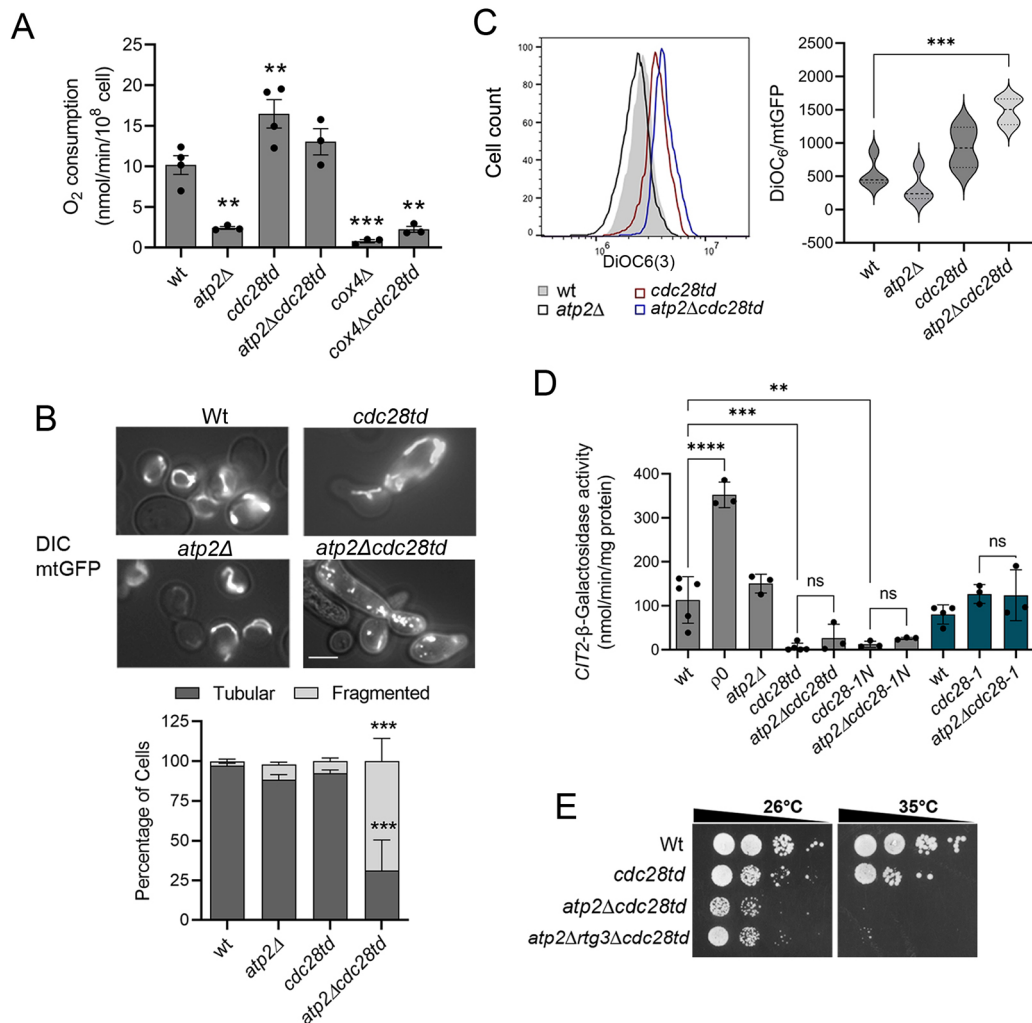 A
O2 consumption
(nmol/min/10^8 cell)
25
20
15
10
5
0
**
**
***
**
wt
atp2Δ
cdc28td
atp2Δcdc28td
cox4Δ
cox4Δcdc28td
B
DIC
mtGFP
Wt
cdc28td
atp2Δ
atp2Δcdc28td
Tubular
Fragmented
Percentage of Cells
125
100
75
50
25
0
***
***
wt
atp2Δ
cdc28td
atp2Δcdc28td
C
Cell count
100
80
60
40
20
0
10^6
10^7
DiOC6(3)
wt
cdc28td
atp2Δ
atp2Δcdc28td
DiOC6/mtGFP
2500
2000
1500
1000
500
0
-500
***
wt
atp2Δ
cdc28td
atp2Δcdc28td
D
CIT2-β-Galactosidase activity
(nmol/min/mg protein)
400
300
200
100
0
**
***
****
ns
ns
ns
wt
ρ0
atp2Δ
cdc28td
atp2Δcdc28td
cdc28-1N
atp2Δcdc28-1N
wt
cdc28-1
atp2Δcdc28-1
E
26°C
35°C
Wt
cdc28td
atp2Δcdc28td
atp2Δrtg3Δcdc28td